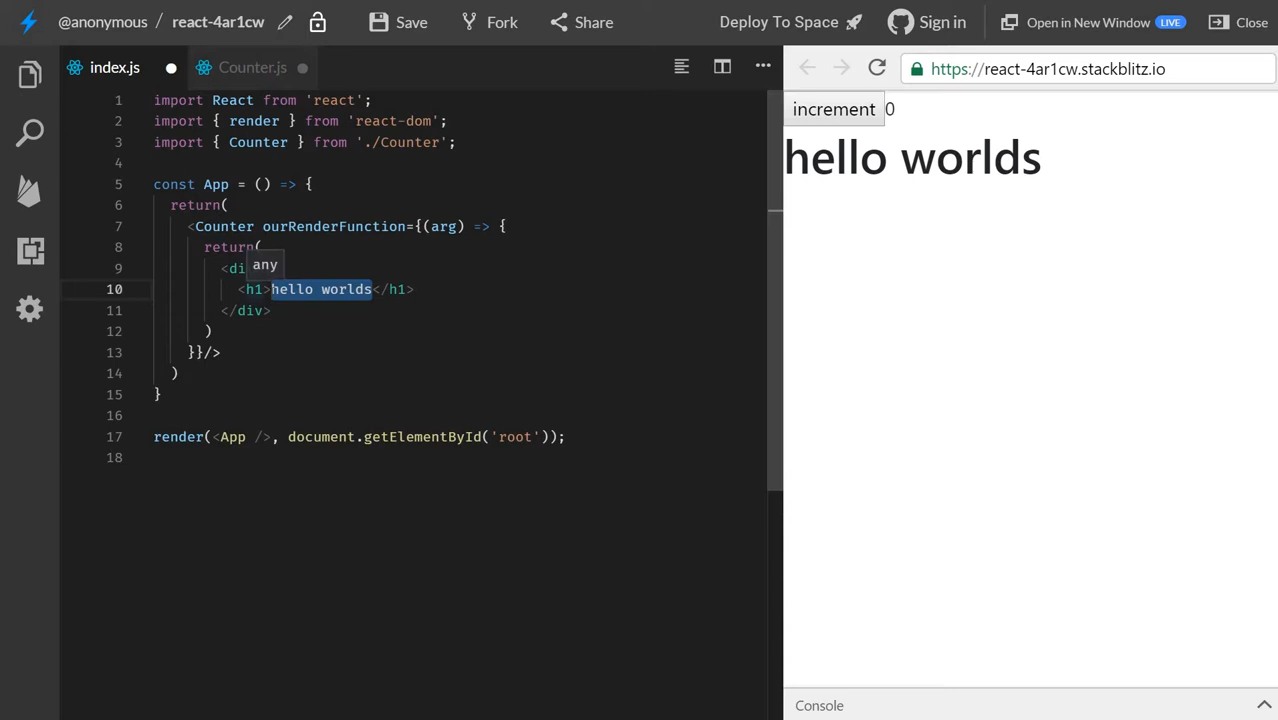 @anonymous / react-4ar1cw Save Fork Share Deploy To Space Sign in Open in New Window LIVE Close
index.js Counter.js
https://react-4ar1cw.stackblitz.io
increment 0
hello worlds
1 import React from 'react';
2 import { render } from 'react-dom';
3 import { Counter } from './Counter';
4
5 const App = () => {
6 return(
7 <Counter ourRenderFunction={(arg) => {
8 return(
any
9 <di
10 <h1>hello worlds</h1>
11 </div>
12 )
13 }}/>
14 )
15 }
16
17 render(<App />, document.getElementById('root'));
18
Console